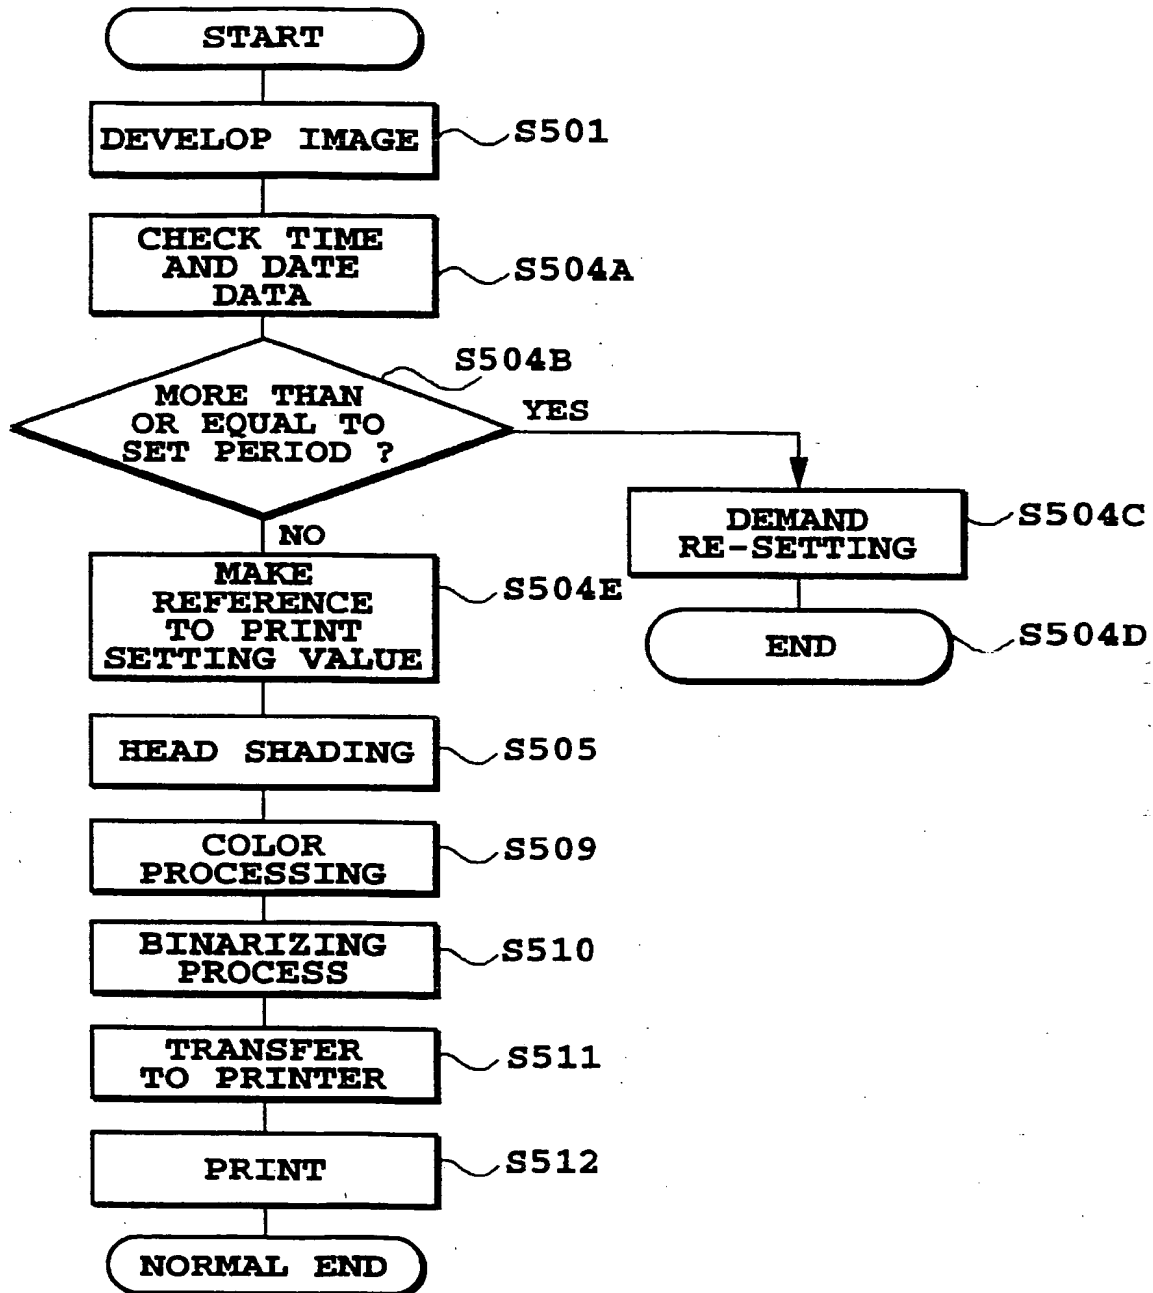 START
DEVELOP IMAGE
S501
CHECK TIME
AND DATE
DATA
S504A
S504B
MORE THAN
OR EQUAL TO
SET PERIOD ?
YES
NO
DEMAND
RE-SETTING
S504C
END
S504D
MAKE
REFERENCE
TO PRINT
SETTING VALUE
S504E
HEAD SHADING
S505
COLOR
PROCESSING
S509
BINARIZING
PROCESS
S510
TRANSFER
TO PRINTER
S511
PRINT
S512
NORMAL END